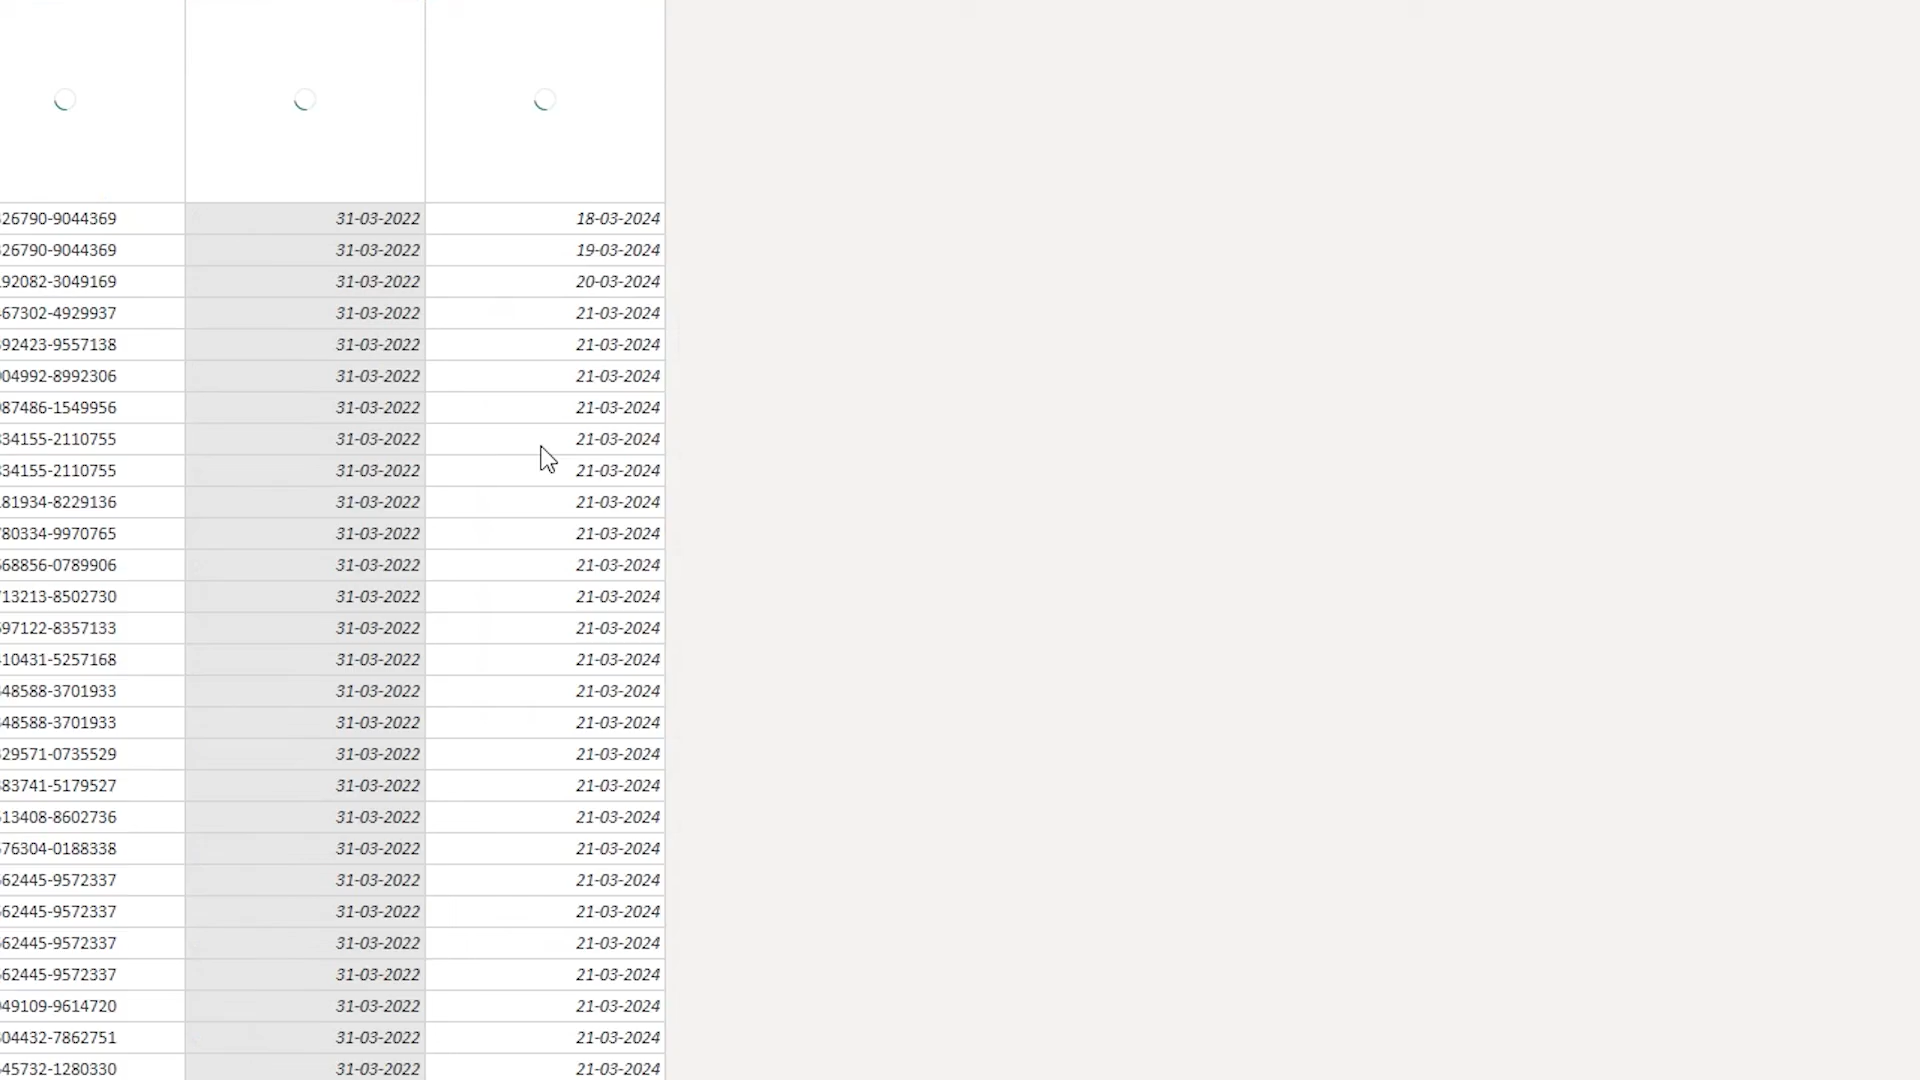 26790-9044369 31-03-2022 18-03-2024
26790-9044369 31-03-2022 19-03-2024
92082-3049169 31-03-2022 20-03-2024
67302-4929937 31-03-2022 21-03-2024
92423-9557138 31-03-2022 21-03-2024
04992-8992306 31-03-2022 21-03-2024
87486-1549956 31-03-2022 21-03-2024
34155-2110755 31-03-2022 21-03-2024
34155-2110755 31-03-2022 21-03-2024
81934-8229136 31-03-2022 21-03-2024
780334-9970765 31-03-2022 21-03-2024
68856-0789906 31-03-2022 21-03-2024
713213-8502730 31-03-2022 21-03-2024
97122-8357133 31-03-2022 21-03-2024
10431-5257168 31-03-2022 21-03-2024
48588-3701933 31-03-2022 21-03-2024
48588-3701933 31-03-2022 21-03-2024
29571-0735529 31-03-2022 21-03-2024
83741-5179527 31-03-2022 21-03-2024
13408-8602736 31-03-2022 21-03-2024
76304-0188338 31-03-2022 21-03-2024
62445-9572337 31-03-2022 21-03-2024
62445-9572337 31-03-2022 21-03-2024
62445-9572337 31-03-2022 21-03-2024
62445-9572337 31-03-2022 21-03-2024
49109-9614720 31-03-2022 21-03-2024
04432-7862751 31-03-2022 21-03-2024
45732-1280330 31-03-2022 21-03-2024